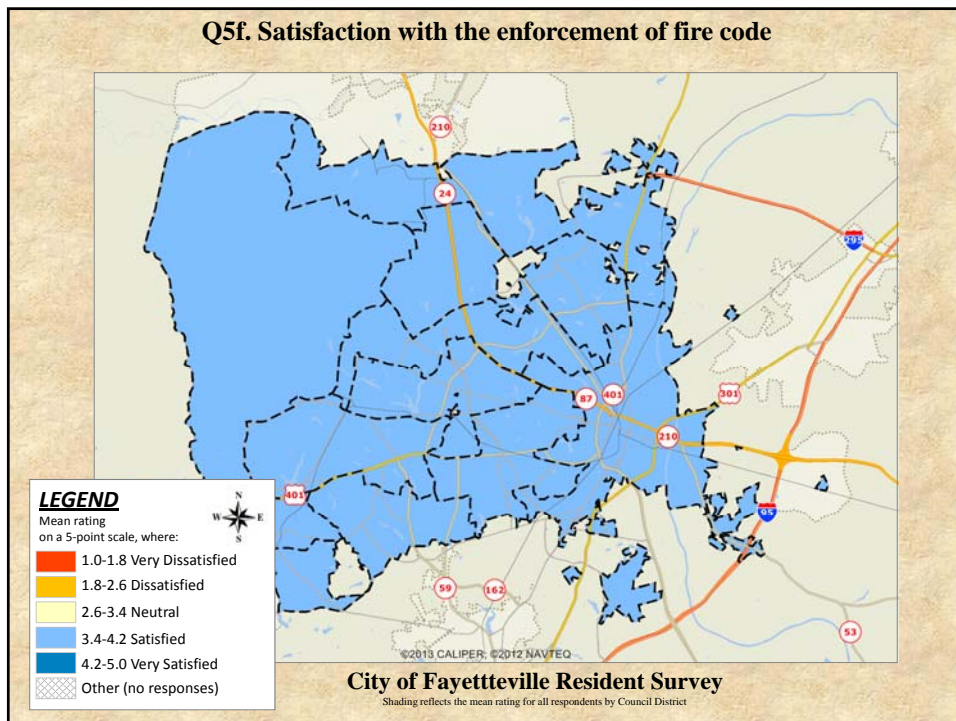 Q5f. Satisfaction with the enforcement of fire code
210
24
295
87
401
301
210
401
95
59
162
53
LEGEND
N
W E
S
Mean rating
on a 5-point scale, where:
1.0-1.8 Very Dissatisfied
1.8-2.6 Dissatisfied
2.6-3.4 Neutral
3.4-4.2 Satisfied
4.2-5.0 Very Satisfied
Other (no responses)
©2013 CALIPER; ©2012 NAVTEQ
City of Fayettteville Resident Survey
Shading reflects the mean rating for all respondents by Council District